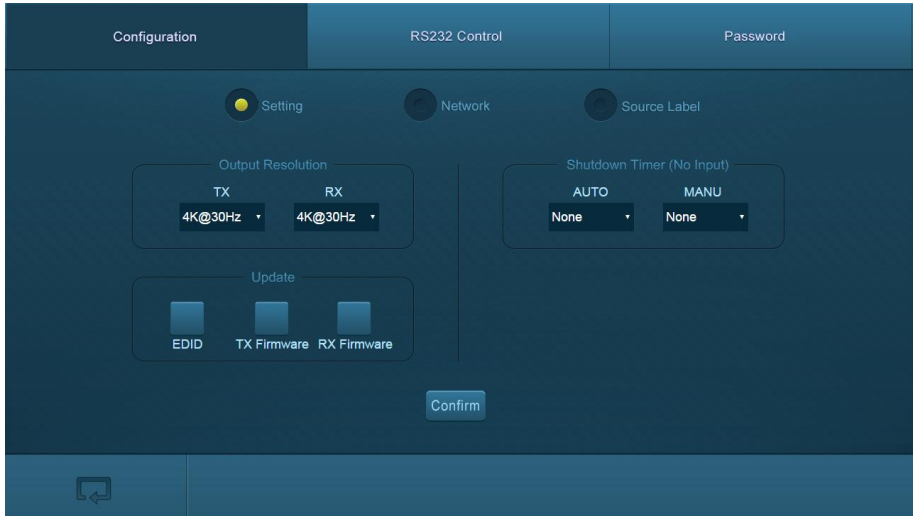 Configuration
RS232 Control
Password
Setting
Network
Source Label
Output Resolution
TX
RX
4K@30Hz
4K@30Hz
Shutdown Timer (No Input)
AUTO
MANU
None
None
Update
EDID
TX Firmware
RX Firmware
Confirm